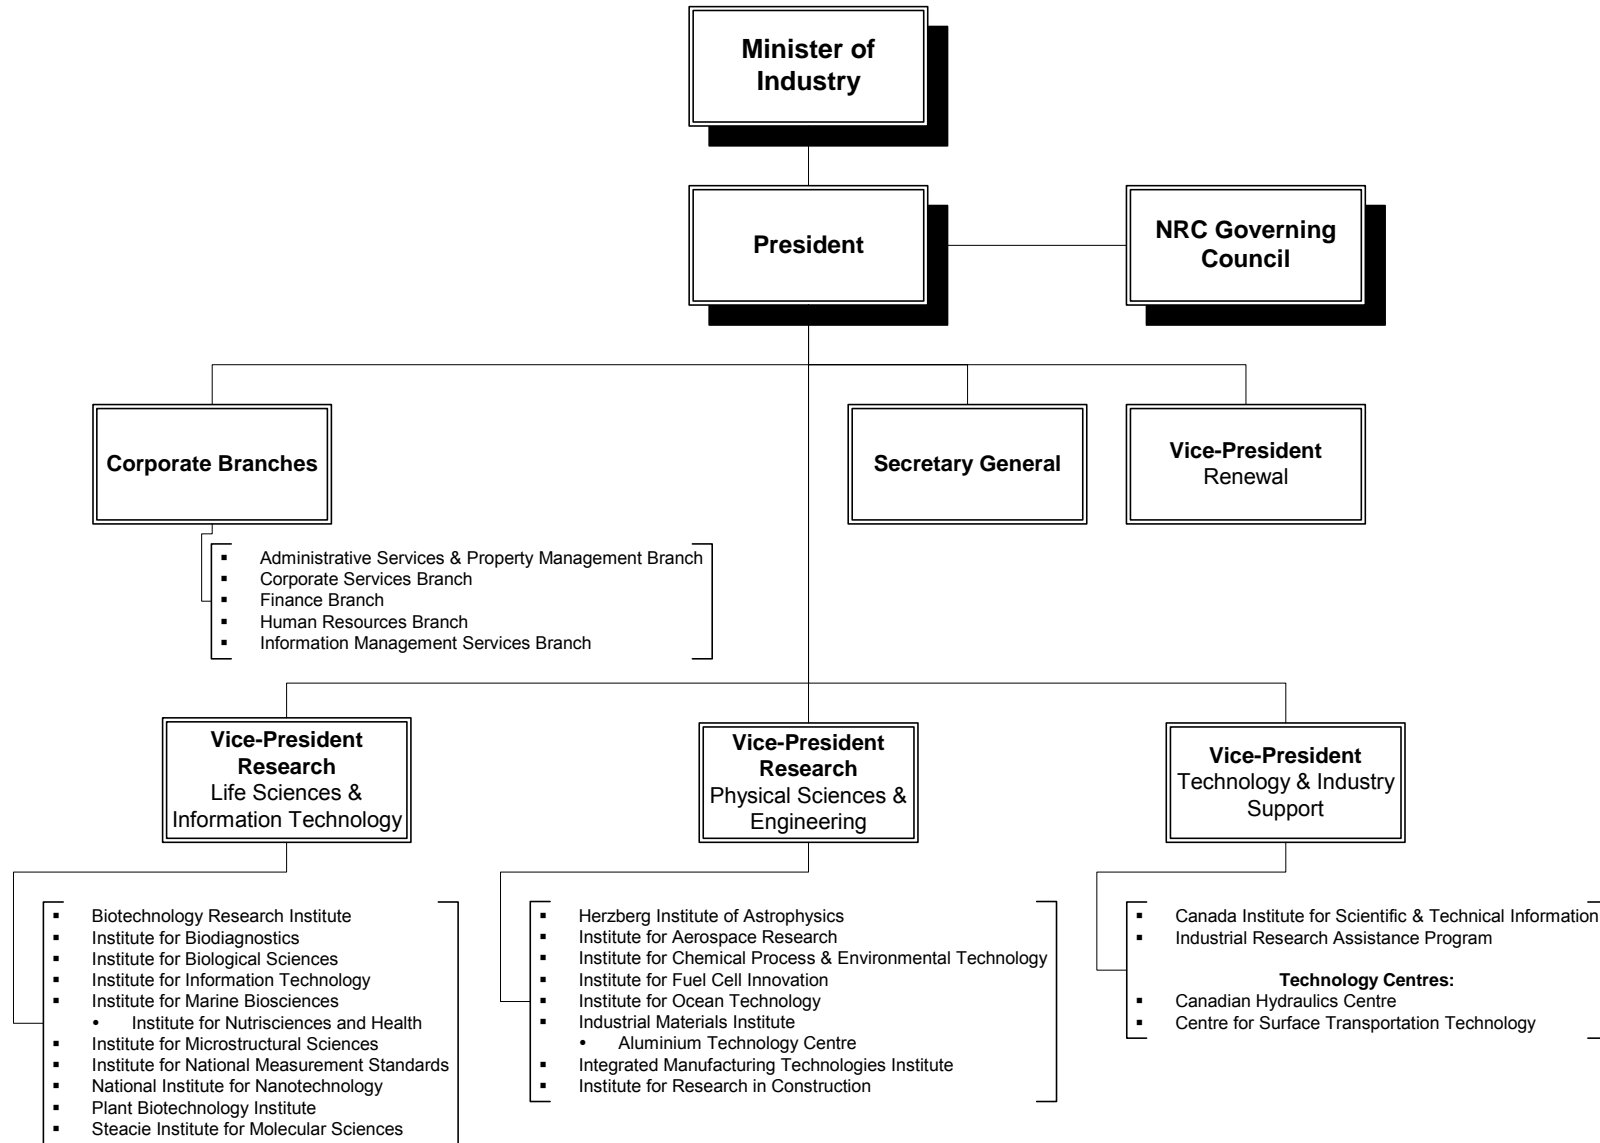 Minister of
Industry
President
NRC Governing
Council
Corporate Branches
Secretary General
Vice-President
Renewal
▪ Administrative Services & Property Management Branch
▪ Corporate Services Branch
▪ Finance Branch
▪ Human Resources Branch
▪ Information Management Services Branch
Vice-President
Research
Life Sciences &
Information Technology
Vice-President
Research
Physical Sciences &
Engineering
Vice-President
Technology & Industry
Support
▪ Biotechnology Research Institute
▪ Institute for Biodiagnostics
▪ Institute for Biological Sciences
▪ Institute for Information Technology
▪ Institute for Marine Biosciences
• Institute for Nutrisciences and Health
▪ Institute for Microstructural Sciences
▪ Institute for National Measurement Standards
▪ National Institute for Nanotechnology
▪ Plant Biotechnology Institute
▪ Steacie Institute for Molecular Sciences
▪ Herzberg Institute of Astrophysics
▪ Institute for Aerospace Research
▪ Institute for Chemical Process & Environmental Technology
▪ Institute for Fuel Cell Innovation
▪ Institute for Ocean Technology
▪ Industrial Materials Institute
• Aluminium Technology Centre
▪ Integrated Manufacturing Technologies Institute
▪ Institute for Research in Construction
▪ Canada Institute for Scientific & Technical Information
▪ Industrial Research Assistance Program
Technology Centres:
▪ Canadian Hydraulics Centre
▪ Centre for Surface Transportation Technology